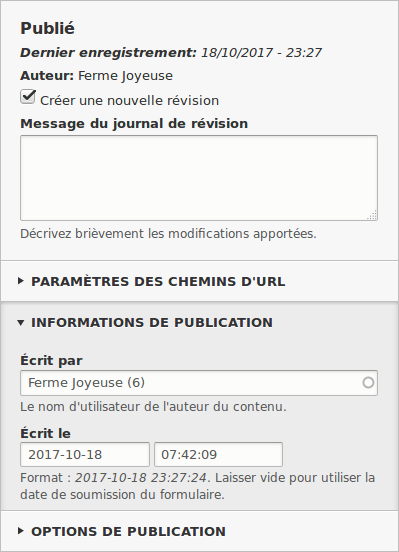 Publié
Dernier enregistrement: 18/10/2017 - 23:27
Auteur: Ferme Joyeuse
Créer une nouvelle révision
Message du journal de révision
Décrivez brièvement les modifications apportées.
PARAMÈTRES DES CHEMINS D'URL
INFORMATIONS DE PUBLICATION
Écrit par
Ferme Joyeuse (6)
Le nom d'utilisateur de l'auteur du contenu.
Écrit le
2017-10-18 07:42:09
Format : 2017-10-18 23:27:24. Laisser vide pour utiliser la
date de soumission du formulaire.
OPTIONS DE PUBLICATION